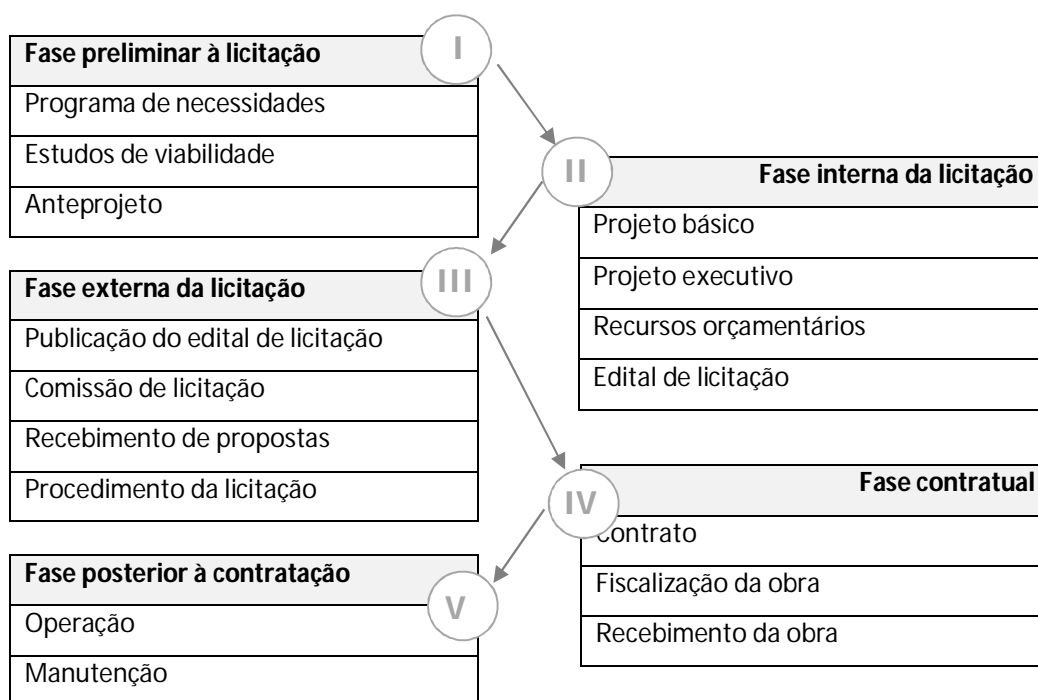 I
Fase preliminar à licitação
Programa de necessidades
Estudos de viabilidade
Anteprojeto
II
Fase interna da licitação
Projeto básico
Projeto executivo
Recursos orçamentários
Edital de licitação
III
Fase externa da licitação
Publicação do edital de licitação
Comissão de licitação
Recebimento de propostas
Procedimento da licitação
IV
Fase contratual
Contrato
Fiscalização da obra
Recebimento da obra
V
Fase posterior à contratação
Operação
Manutenção